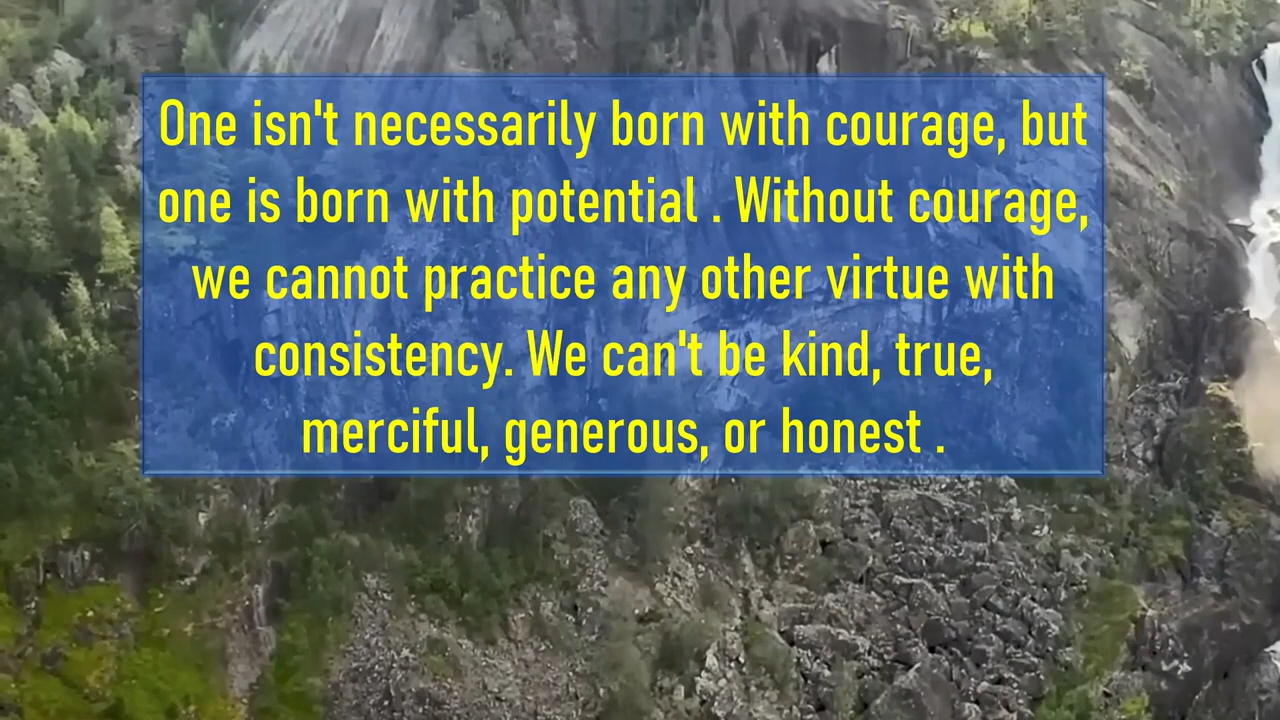 One isn't necessarily born with courage, but
one is born with potential . Without courage,
we cannot practice any other virtue with
consistency. We can't be kind, true,
merciful, generous, or honest .